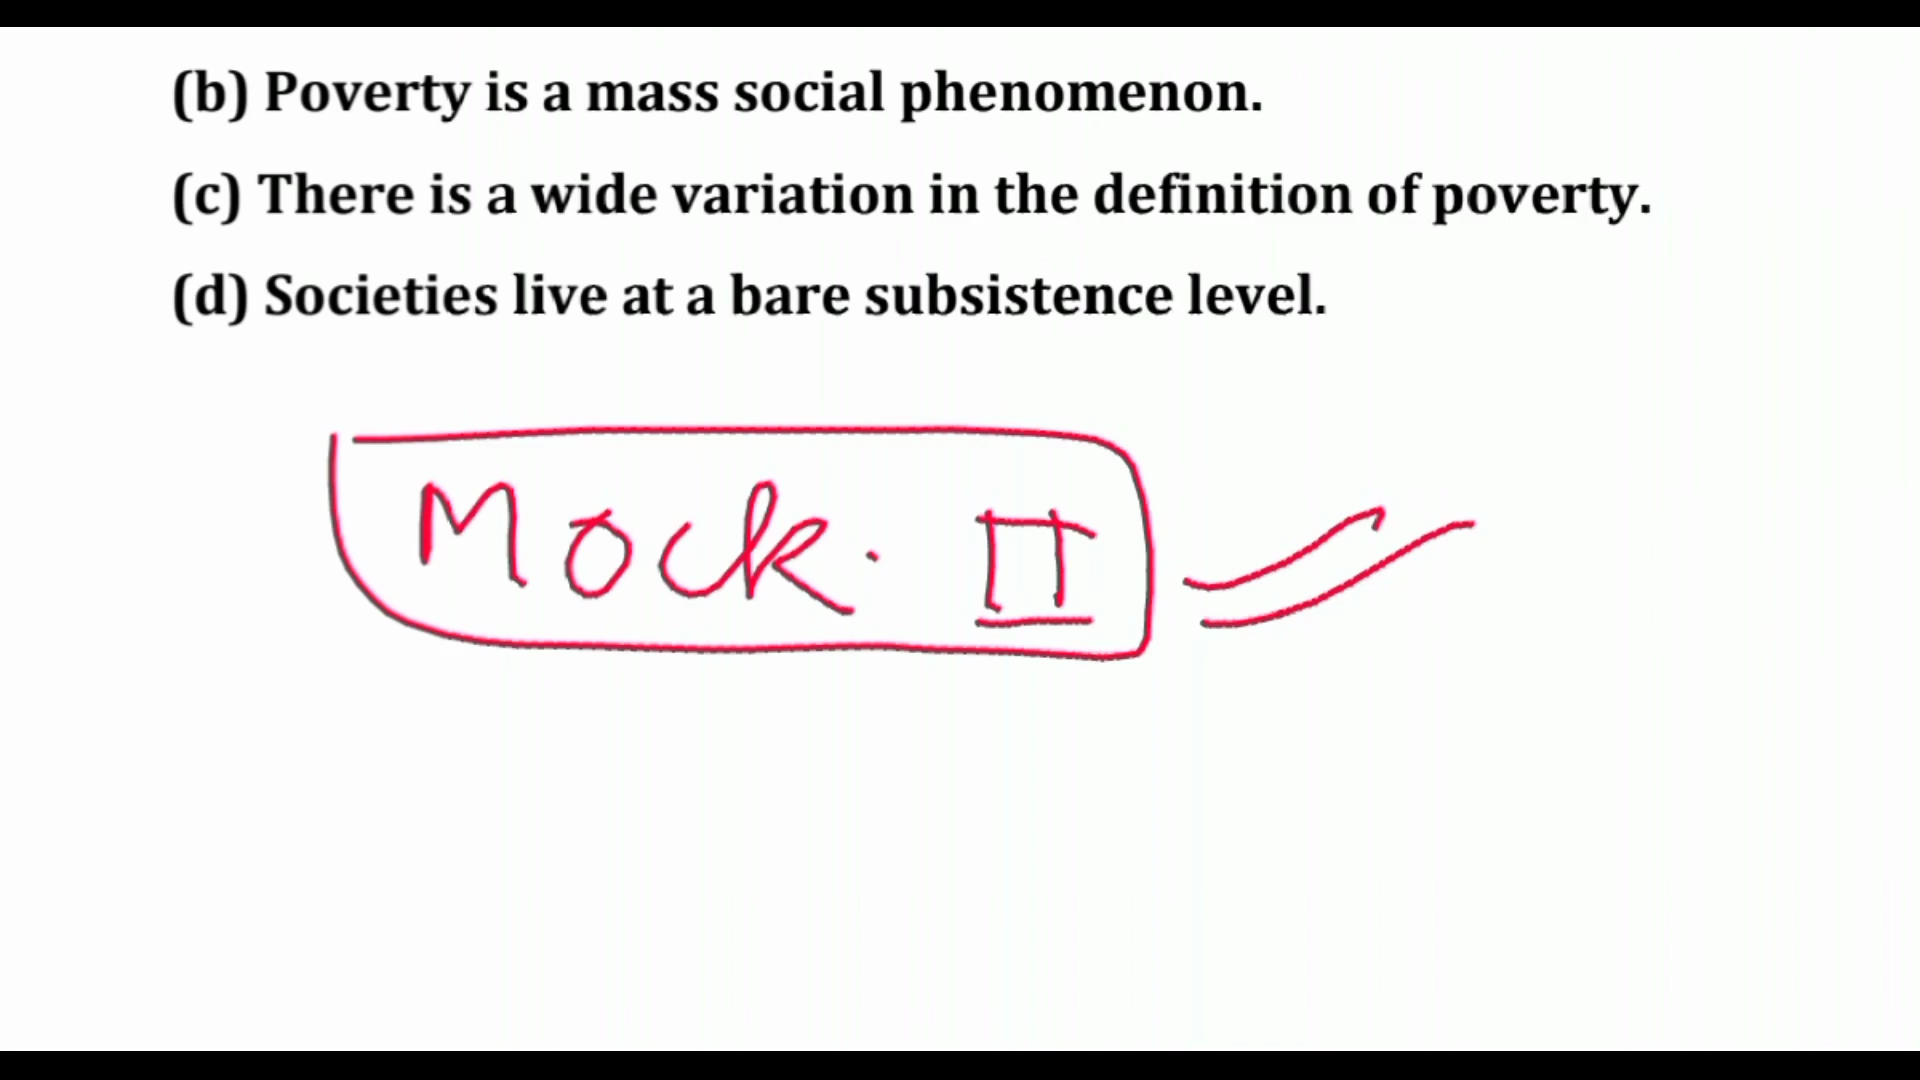 (b) Poverty is a mass social phenomenon.
(c) There is a wide variation in the definition of poverty.
(d) Societies live at a bare subsistence level.
Mock. II